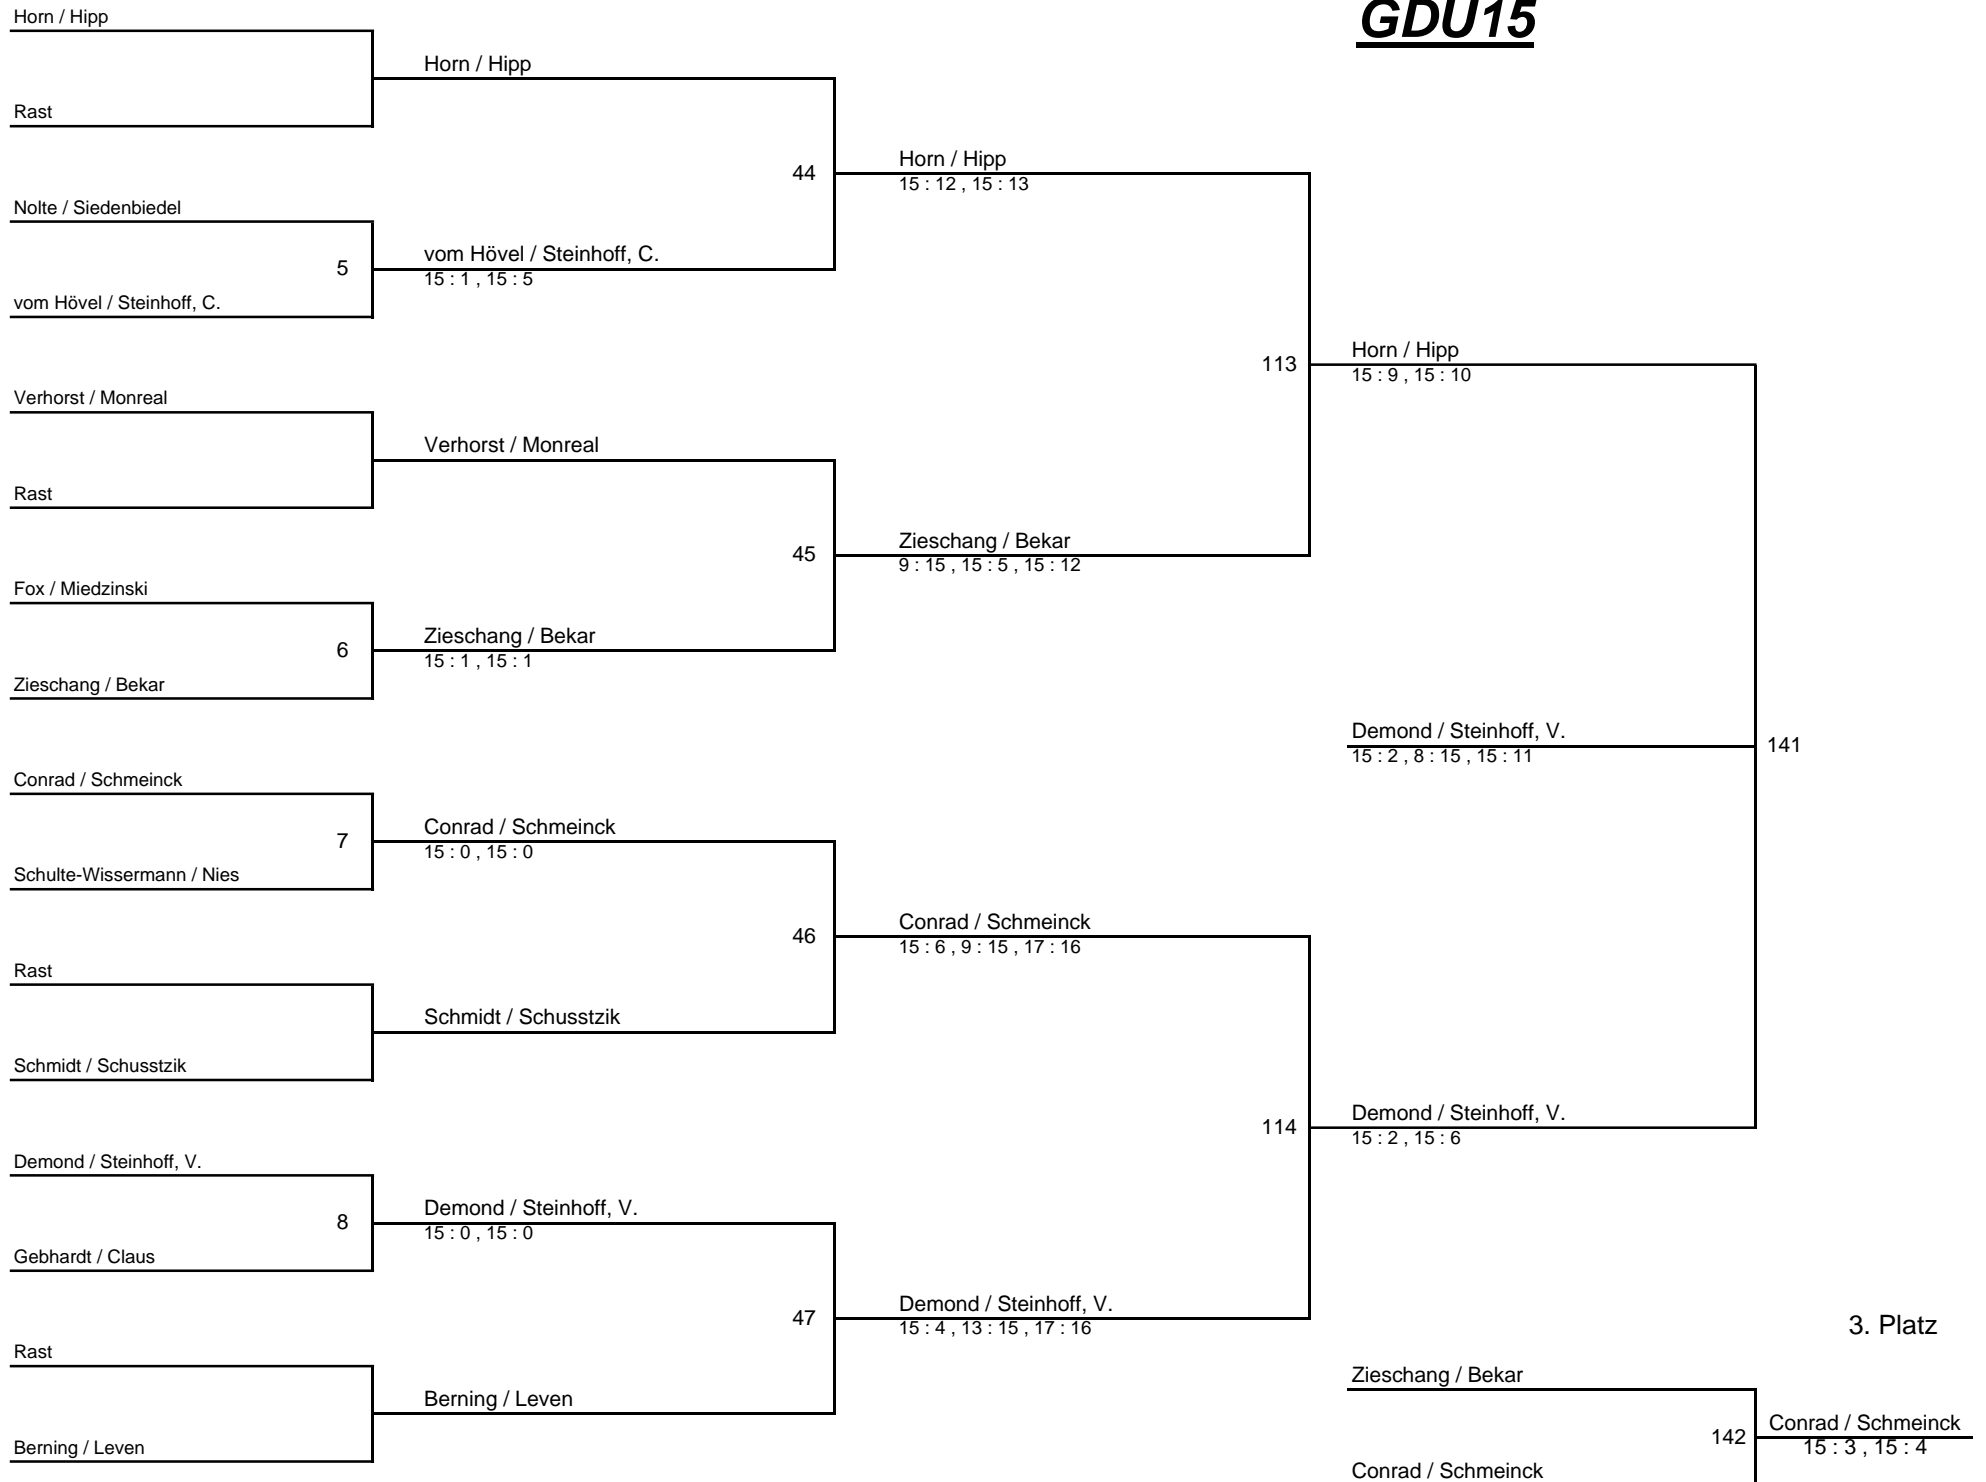 GDU15
Horn / Hipp
Rast
Nolte / Siedenbiedel
5
vom Hövel / Steinhoff, C.
Verhorst / Monreal
Rast
Fox / Miedzinski
6
Zieschang / Bekar
Conrad / Schmeinck
7
Schulte-Wissermann / Nies
Rast
Schmidt / Schusstzik
Demond / Steinhoff, V.
8
Gebhardt / Claus
Rast
Berning / Leven
Horn / Hipp
44
vom Hövel / Steinhoff, C.
15 : 1 , 15 : 5
Verhorst / Monreal
45
Zieschang / Bekar
15 : 1 , 15 : 1
Conrad / Schmeinck
15 : 0 , 15 : 0
46
Schmidt / Schusstzik
Demond / Steinhoff, V.
15 : 0 , 15 : 0
47
Berning / Leven
Horn / Hipp
15 : 12 , 15 : 13
113
Zieschang / Bekar
9 : 15 , 15 : 5 , 15 : 12
Conrad / Schmeinck
15 : 6 , 9 : 15 , 17 : 16
114
Demond / Steinhoff, V.
15 : 4 , 13 : 15 , 17 : 16
Horn / Hipp
15 : 9 , 15 : 10
Demond / Steinhoff, V.
15 : 2 , 8 : 15 , 15 : 11
141
Demond / Steinhoff, V.
15 : 2 , 15 : 6
3. Platz
Zieschang / Bekar
142
Conrad / Schmeinck
Conrad / Schmeinck
15 : 3 , 15 : 4